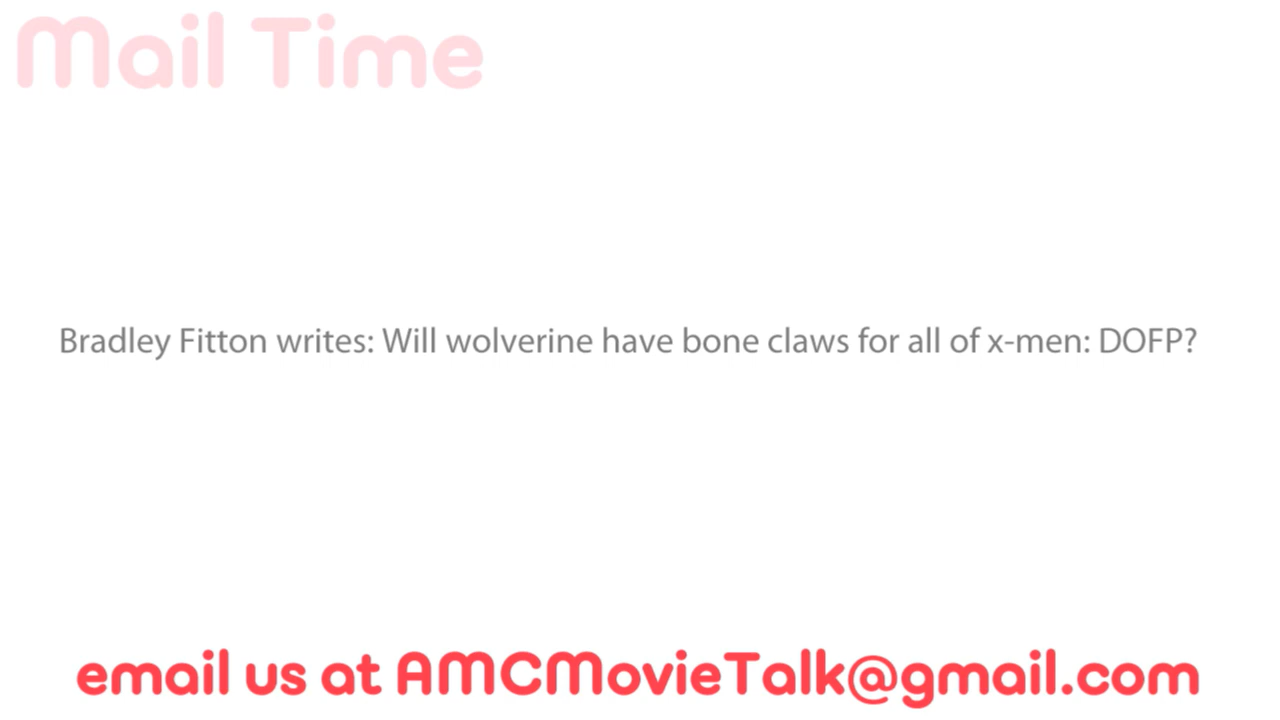 Mail Time
Bradley Fitton writes: Will wolverine have bone claws for all of x-men: DOFP?
email us at AMCMovieTalk@gmail.com